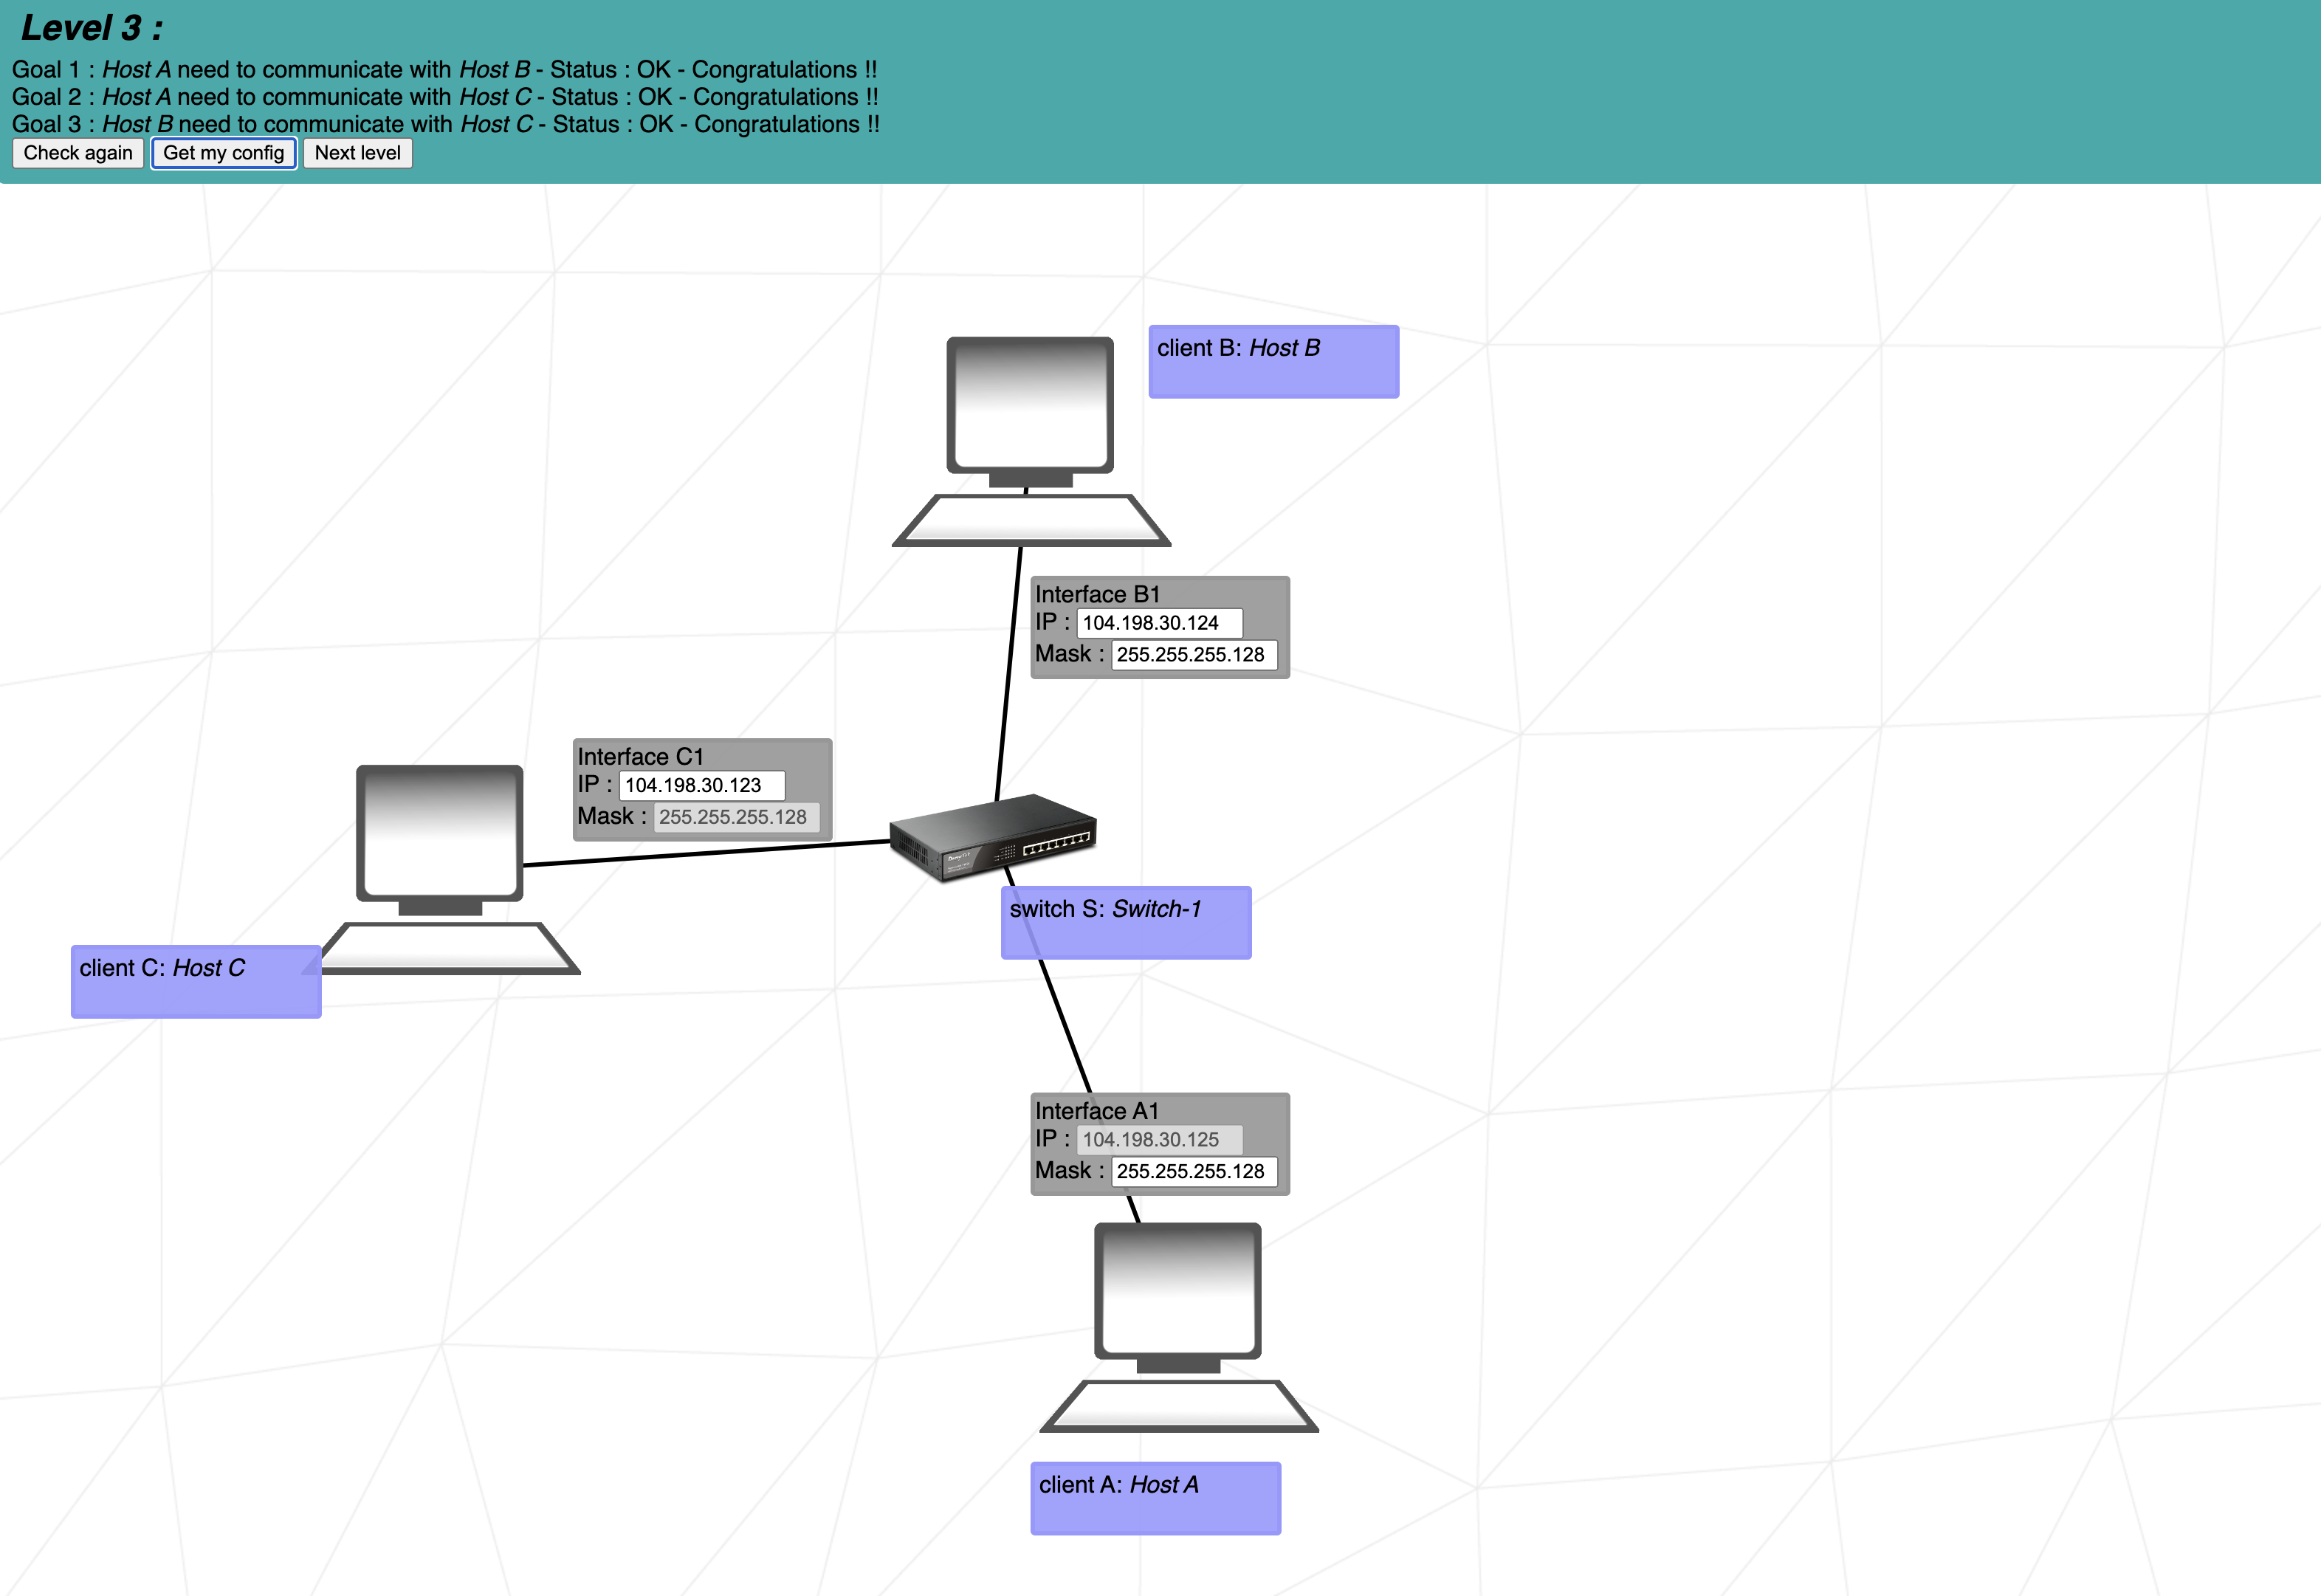 Level 3 :
Goal 1 : Host A need to communicate with Host B - Status : OK - Congratulations !!
Goal 2 : Host A need to communicate with Host C - Status : OK - Congratulations !!
Goal 3 : Host B need to communicate with Host C - Status : OK - Congratulations !!
Check again Get my config Next level
client B: Host B
Interface B1
IP : 104.198.30.124
Mask : 255.255.255.128
Interface C1
IP : 104.198.30.123
Mask : 255.255.255.128
switch S: Switch-1
client C: Host C
Interface A1
IP : 104.198.30.125
Mask : 255.255.255.128
client A: Host A